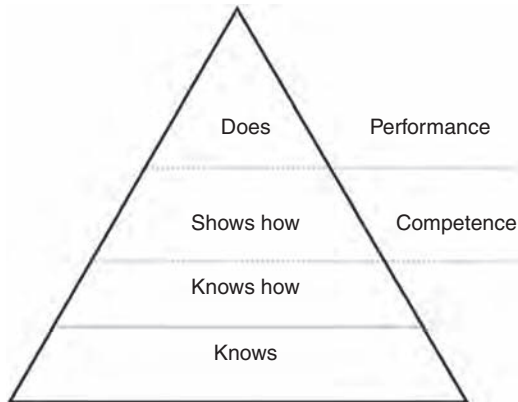 Does Performance
Shows how Competence
Knows how
Knows